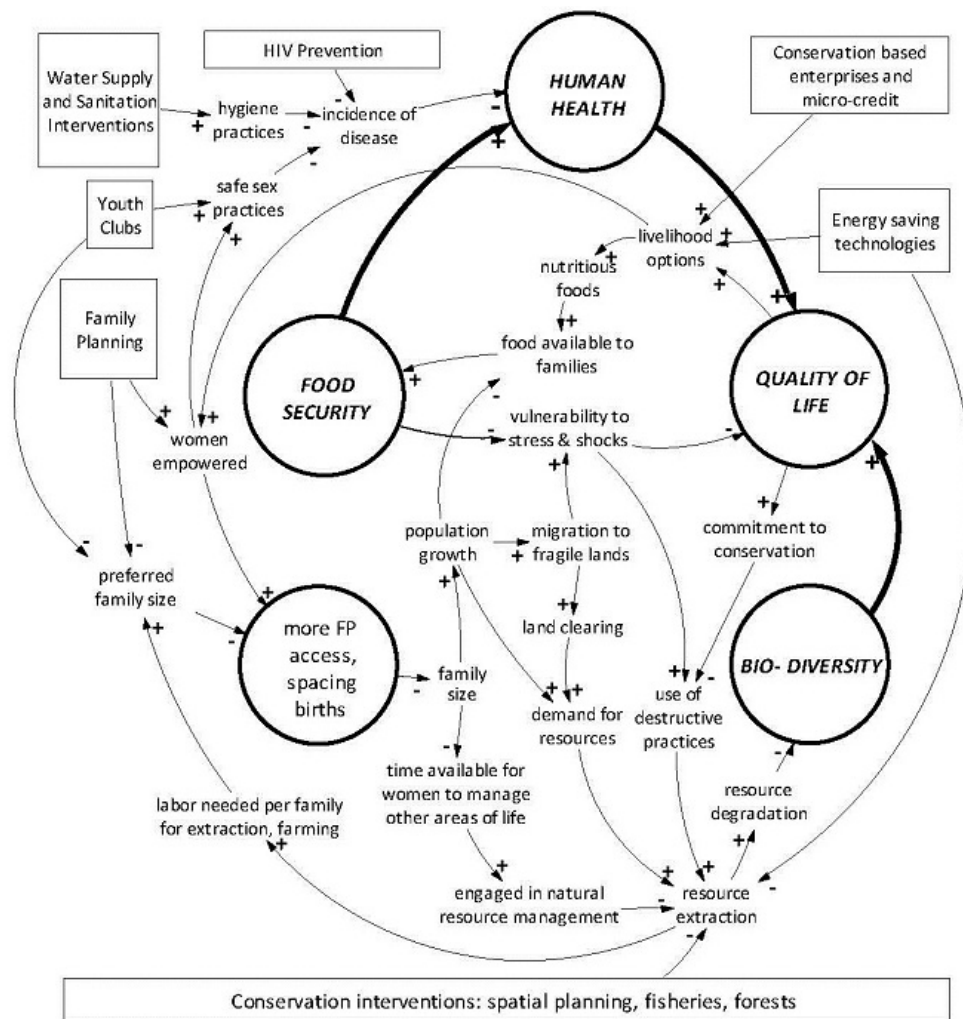 HIV Prevention
Water Supply
and Sanitation
Interventions
hygiene
practices
incidence of
disease
HUMAN
HEALTH
Conservation based
enterprises and
micro-credit
Youth
Clubs
safe sex
practices
livelihood
options
Energy saving
technologies
nutritious
foods
Family
Planning
food available to
families
FOOD
SECURITY
QUALITY OF
LIFE
vulnerability to
stress & shocks
women
empowered
population
growth
migration to
fragile lands
commitment to
conservation
preferred
family size
land clearing
more FP
access,
spacing
births
family
size
BIO- DIVERSITY
demand for
resources
use of
destructive
practices
time available for
women to manage
other areas of life
resource
degradation
labor needed per family
for extraction, farming
engaged in natural
resource management
resource
extraction
Conservation interventions: spatial planning, fisheries, forests